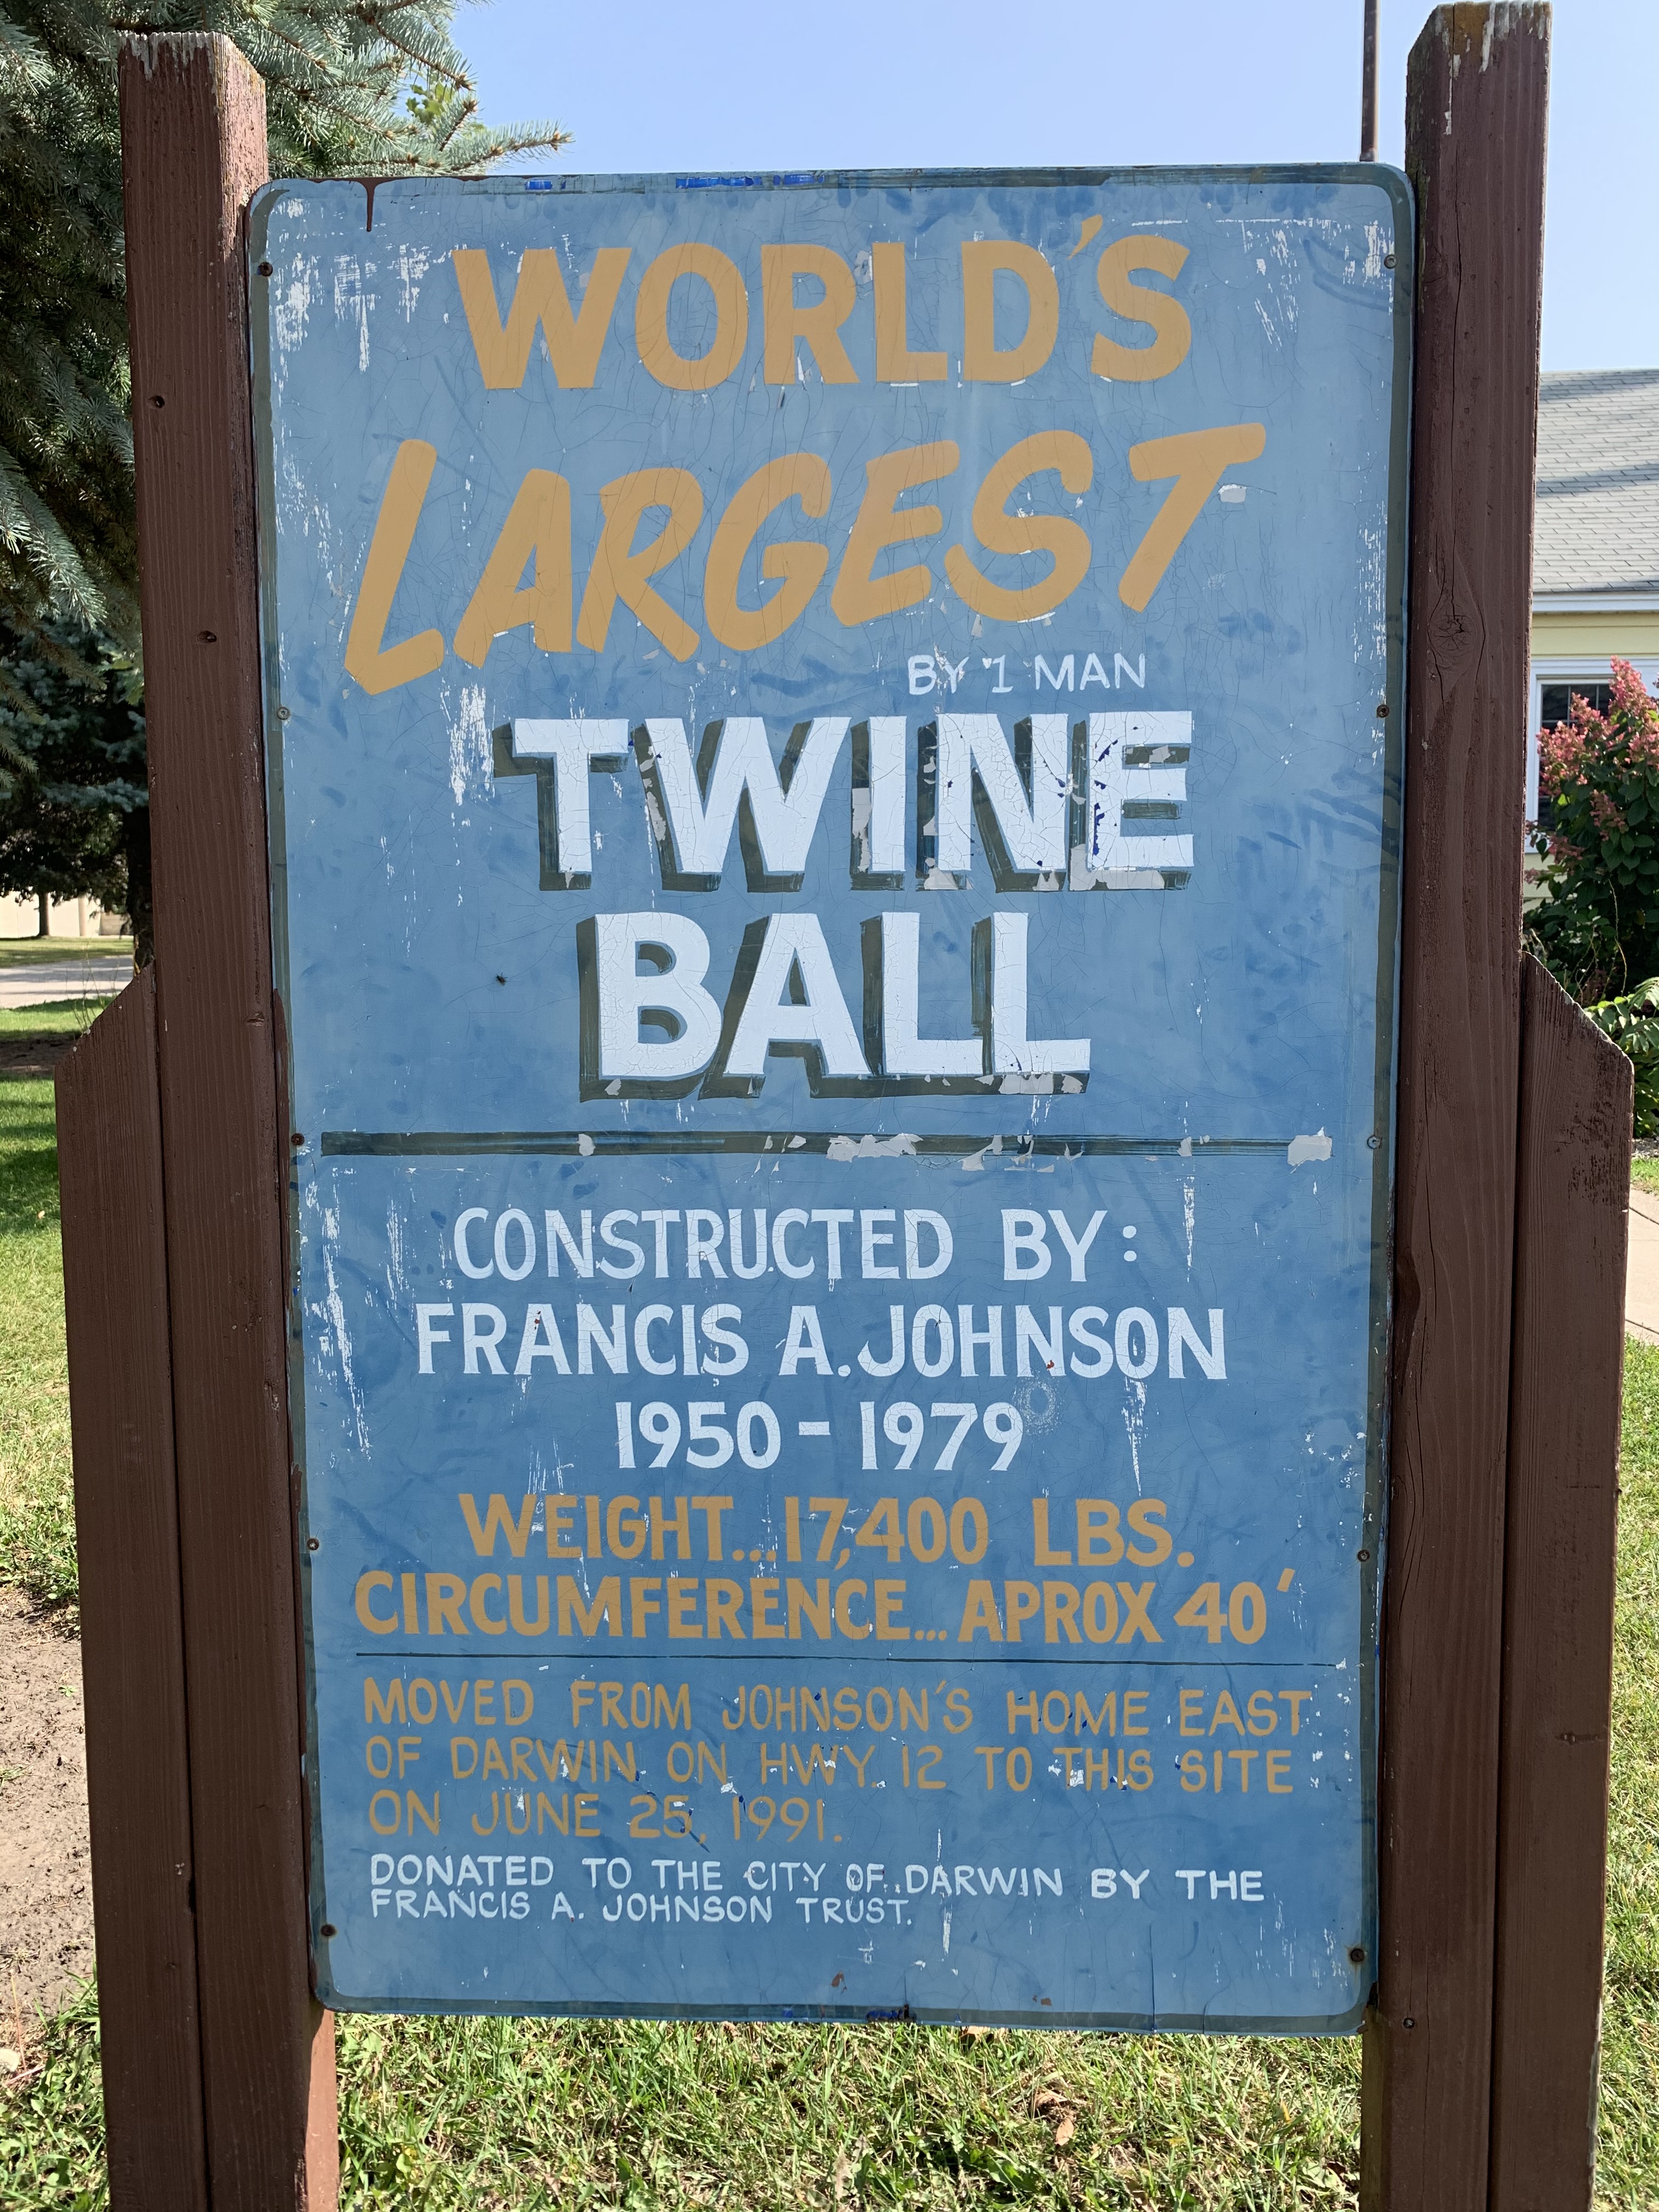 WORLD'S
LARGEST
BY 1 MAN
TWINE
BALL
CONSTRUCTED BY:
FRANCIS A. JOHNSON
1950 - 1979
WEIGHT...17,400 LBS.
CIRCUMFERENCE... APROX 40'
MOVED FROM JOHNSON'S HOME EAST
OF DARWIN ON HWY. 12 TO THIS SITE
ON JUNE 25, 1991.
DONATED TO THE CITY OF DARWIN BY THE
FRANCIS A. JOHNSON TRUST.